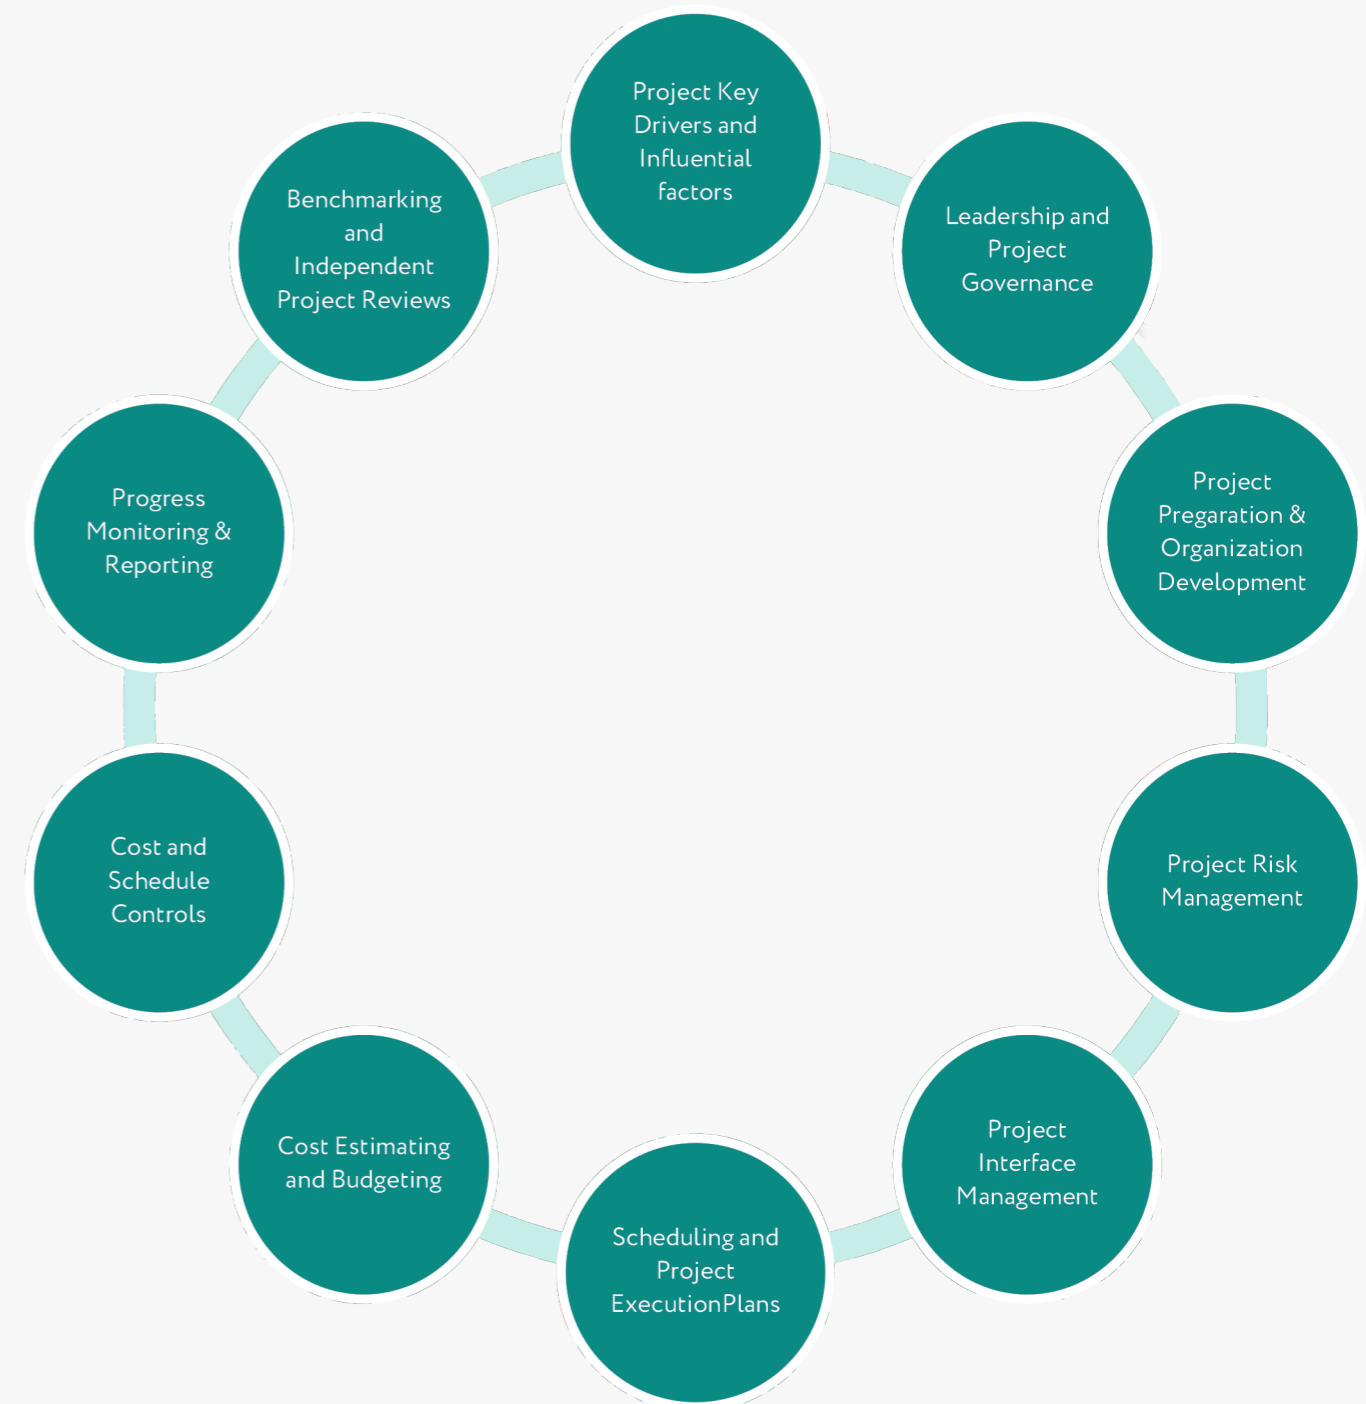 Project Key
Drivers and
Influential
factors
Leadership and
Project
Governance
Project
Pregaration &
Organization
Development
Project Risk
Management
Project
Interface
Management
Scheduling and
Project
ExecutionPlans
Cost Estimating
and Budgeting
Cost and
Schedule
Controls
Progress
Monitoring &
Reporting
Benchmarking
and
Independent
Project Reviews